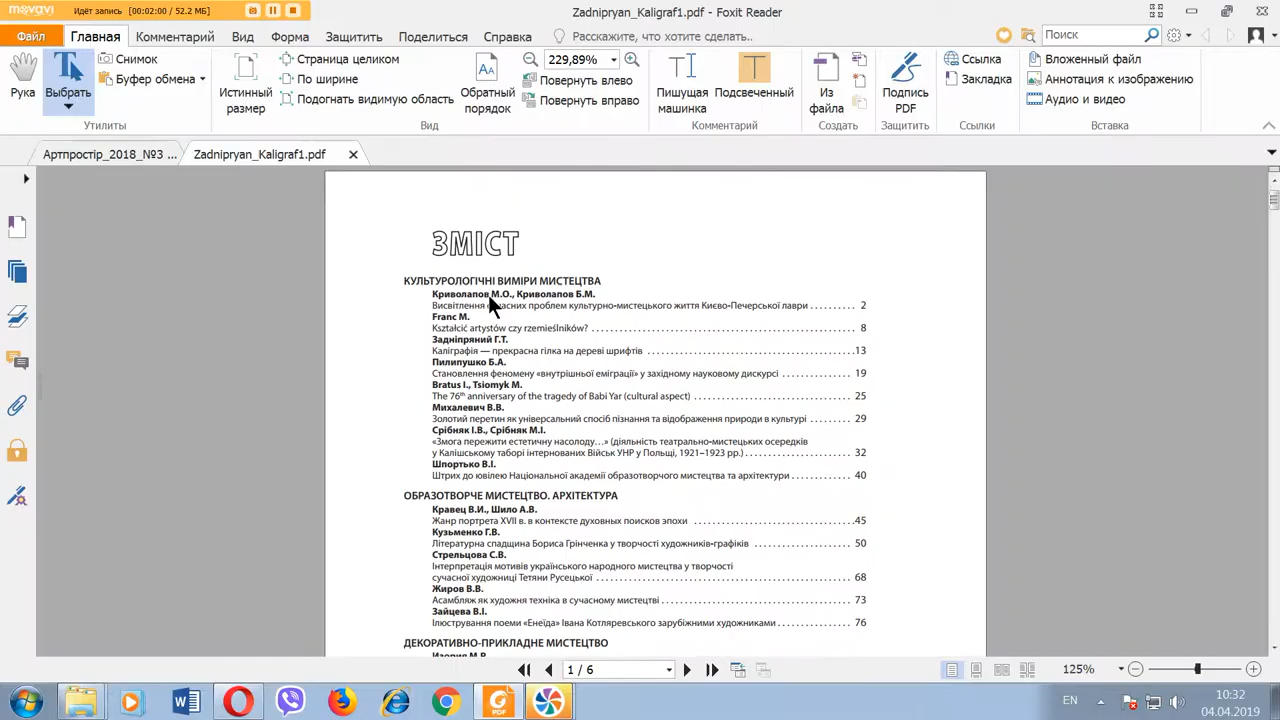 movavi
Идёт запись (00:02:00 / 52.2 МБ)
Zadnipryan_Kaligraf1.pdf - Foxit Reader
Файл Главная Комментарий Вид Форма Защитить Поделиться Справка Расскажите, что хотите сделать.. Поиск
Рука
Выбрать
Снимок
Буфер обмена
Утилиты
Истинный размер
Страница целиком
По ширине
Подогнать видимую область
Обратный порядок
229,89%
Повернуть влево
Повернуть вправо
Вид
Пишущая машинка
Подсвеченный
Комментарий
Из файла
Создать
Подпись PDF
Защитить
Ссылка
Закладка
Ссылки
Вложенный файл
Аннотация к изображению
Аудио и видео
Вставка
Артпростір_2018_№3 ... Zadnipryan_Kaligraf1.pdf
ЗМІСТ
КУЛЬТУРОЛОГІЧНІ ВИМІРИ МИСТЕЦТВА
Криволапов М.О., Криволапов Б.М.
Висвітлення сучасних проблем культурно-мистецького життя Києво-Печерської лаври . . . . . . . . . 2
Franc M.
Kształcić artystów czy rzemieślników? . . . . . . . . . 8
Задніпряний Г.Т.
Каліграфія — прекрасна гілка на дереві шрифтів . . . . . . . . . 13
Пилипушко Б.А.
Становлення феномену «внутрішньої еміграції» у західному науковому дискурсі . . . . . . . . . 19
Bratus I., Tsiomyk M.
The 76th anniversary of the tragedy of Babi Yar (cultural aspect) . . . . . . . . . 25
Михалевич В.В.
Золотий перетин як універсальний спосіб пізнання та відображення природи в культурі . . . . . . . . 29
Срібняк І.В., Срібняк М.І.
«Змога пережити естетичну насолоду…» (діяльність театрально-мистецьких осередків
у Калішському таборі інтернованих Військ УНР у Польщі, 1921–1923 рр.) . . . . . . . . . 32
Шпортько В.І.
Штрих до ювілею Національної академії образотворчого мистецтва та архітектури . . . . . . . . . 40
ОБРАЗОТВОРЧЕ МИСТЕЦТВО. АРХІТЕКТУРА
Кравец В.И., Шило А.В.
Жанр портрета XVII в. в контексте духовных поисков эпохи . . . . . . . . . 45
Кузьменко Г.В.
Літературна спадщина Бориса Грінченка у творчості художників-графіків . . . . . . . . . 50
Стрельцова С.В.
Інтерпретація мотивів українського народного мистецтва у творчості
сучасної художниці Тетяни Русецької . . . . . . . . . 68
Жиров В.В.
Асамбляж як художня техніка в сучасному мистецтві . . . . . . . . . 73
Зайцева В.І.
Ілюстрування поеми «Енеїда» Івана Котляревського зарубіжними художниками . . . . . . . . . 76
ДЕКОРАТИВНО-ПРИКЛАДНЕ МИСТЕЦТВО
1 / 6
125%
EN
10:32
04.04.2019